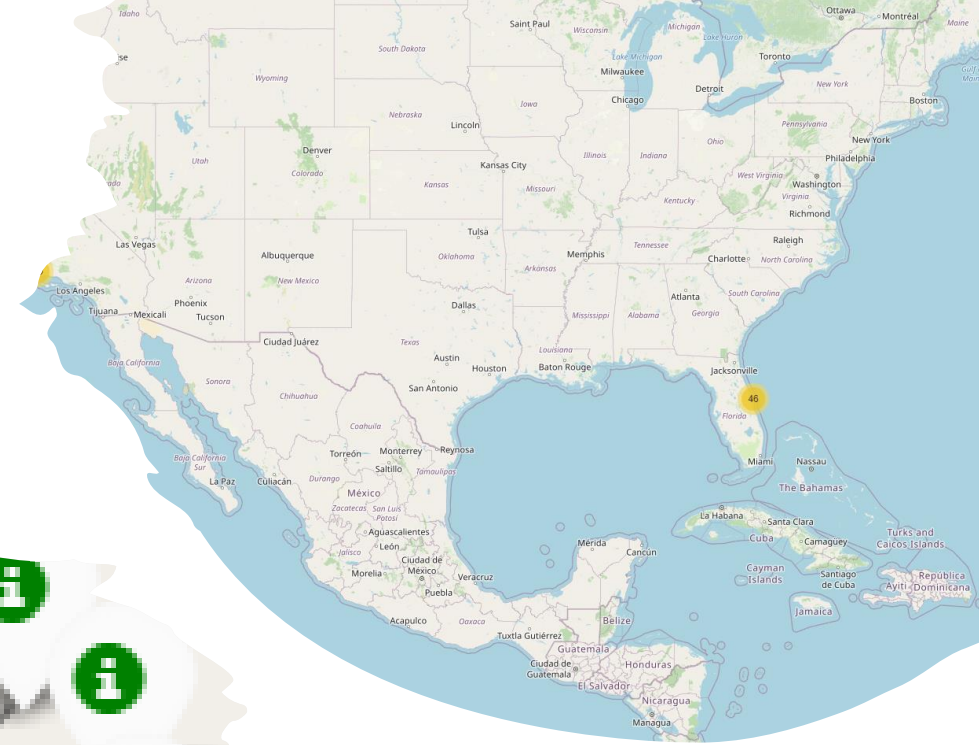 Idaho
Ottawa
Montréal
Maine
Saint Paul
Wisconsin
Michigan
Lake Huron
South Dakota
Lake Michigan
Toronto
se
Milwaukee
Gulf
Main
Wyoming
Detroit
New York
Chicago
Iowa
Boston
Nebraska
Lincoln
Pennsylvania
New York
Denver
Ohio
Illinois
Indiana
Philadelphia
Utah
Kansas City
Colorado
West Virginia
ado
Kansas
Missouri
Washington
Kentucky
Virginia
Richmond
Tulsa
Raleigh
Las Vegas
Tennessee
Albuquerque
Oklahoma
Memphis
Charlotte
North Carolina
Arkansas
Arizona
New Mexico
Los Angeles
South Carolina
Atlanta
Phoenix
Dallas
Tijuana
Mexicali
Tucson
Mississippi
Alabama
Georgia
Ciudad Juárez
Texas
Louisiana
Austin
Baja California
Houston
Baton Rouge
Jacksonville
Sonora
San Antonio
Chihuahua
46
Florida
Coahuila
Torreón
Monterrey
Reynosa
Baja California
Sur
Saltillo
Tamaulipas
Miami
Nassau
La Paz
Culiacán
Durango
México
The Bahamas
Zacatecas
San Luis
Potosí
La Habana
Santa Clara
Aguascalientes
Cuba
Camaguey
Turks and
Caicos Islands
Jalisco
León
Mérida
Cancún
Ciudad de
México
Morelia
Veracruz
Cayman
Islands
Santiago
de Cuba
Ayiti
Republica
Dominicana
Puebla
Jamaica
Acapulco
Oaxaca
Belize
Tuxtla Gutiérrez
Guatemala
Ciudad de
Guatemala
Honduras
El Salvador
Nicaragua
Managua
i
i